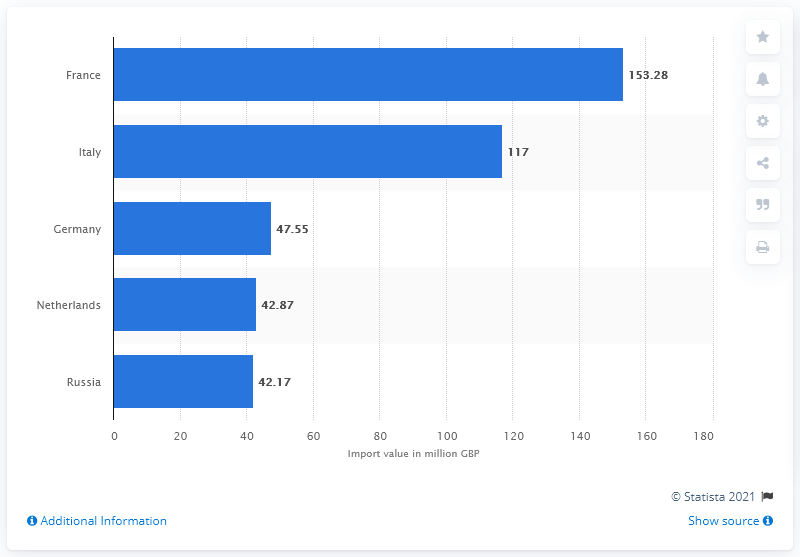 France 153.28
Italy 117
Germany 47.55
Netherlands 42.87
Russia 42.17
0 20 40 60 80 100 120 140 160 180
Import value in million GBP
© Statista 2021
Additional Information
Show source